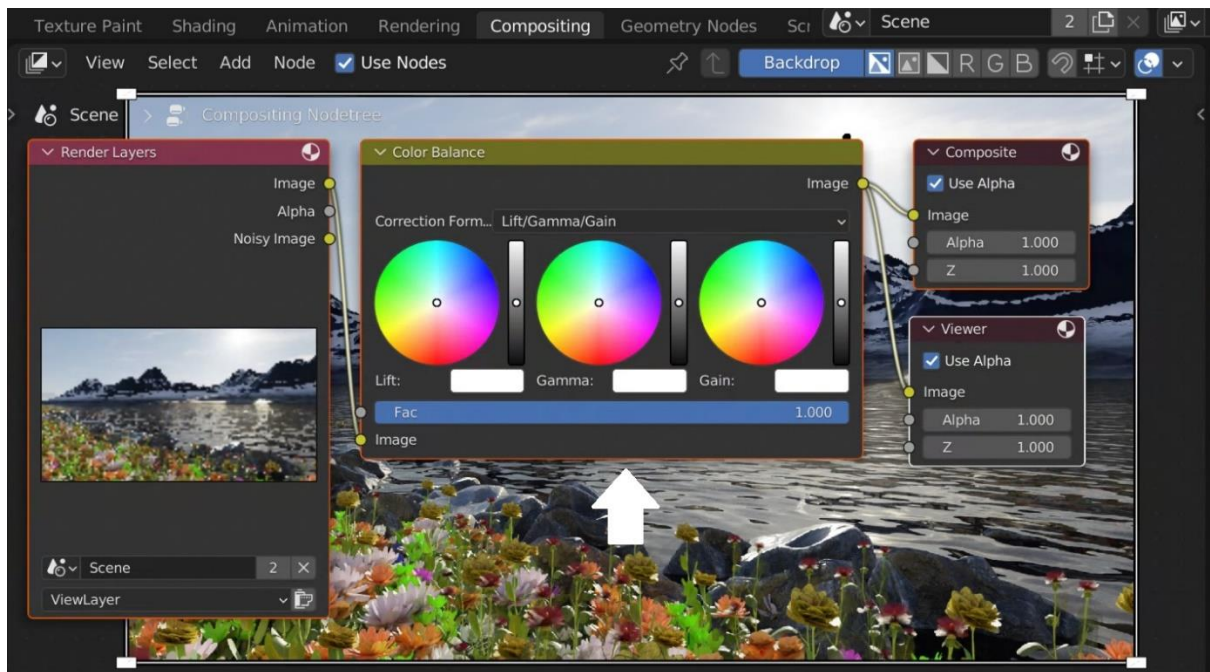 Texture Paint Shading Animation Rendering Compositing Geometry Nodes Scr Scene 2
View Select Add Node Use Nodes Backdrop R G B
Scene > Compositing Nodetree
Render Layers
Image
Alpha
Noisy Image
Scene 2
ViewLayer
Color Balance
Image
Correction Form... Lift/Gamma/Gain
Lift: Gamma: Gain:
Fac 1.000
Image
Composite
Use Alpha
Image
Alpha 1.000
Z 1.000
Viewer
Use Alpha
Image
Alpha 1.000
Z 1.000